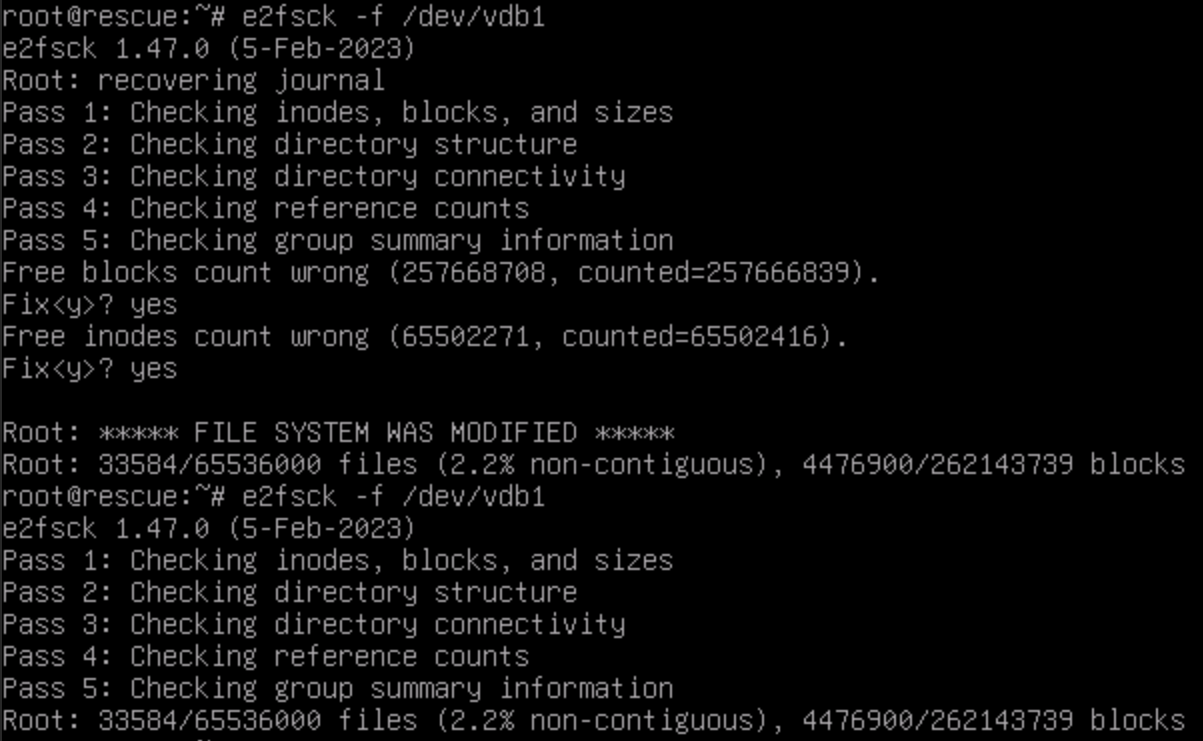 root@rescue:~# e2fsck -f /dev/vdb1
e2fsck 1.47.0 (5-Feb-2023)
Root: recovering journal
Pass 1: Checking inodes, blocks, and sizes
Pass 2: Checking directory structure
Pass 3: Checking directory connectivity
Pass 4: Checking reference counts
Pass 5: Checking group summary information
Free blocks count wrong (257668708, counted=257666839).
Fix<y>? yes
Free inodes count wrong (65502271, counted=65502416).
Fix<y>? yes
Root: ***** FILE SYSTEM WAS MODIFIED *****
Root: 33584/65536000 files (2.2% non-contiguous), 4476900/262143739 blocks
root@rescue:~# e2fsck -f /dev/vdb1
e2fsck 1.47.0 (5-Feb-2023)
Pass 1: Checking inodes, blocks, and sizes
Pass 2: Checking directory structure
Pass 3: Checking directory connectivity
Pass 4: Checking reference counts
Pass 5: Checking group summary information
Root: 33584/65536000 files (2.2% non-contiguous), 4476900/262143739 blocks